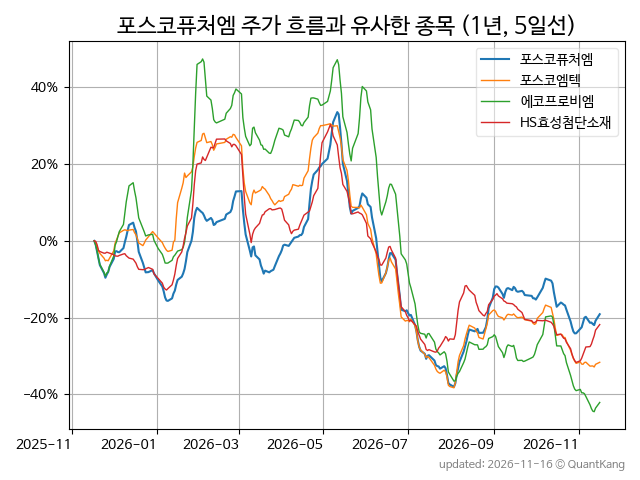 포스코퓨처엠 주가 흐름과 유사한 종목 (1년, 5일선)
포스코퓨처엠
포스코엠텍
에코프로비엠
HS효성첨단소재
40%
20%
0%
−20%
−40%
2025-11
2026-01
2026-03
2026-05
2026-07
2026-09
2026-11
updated: 2026-11-16 © QuantKang